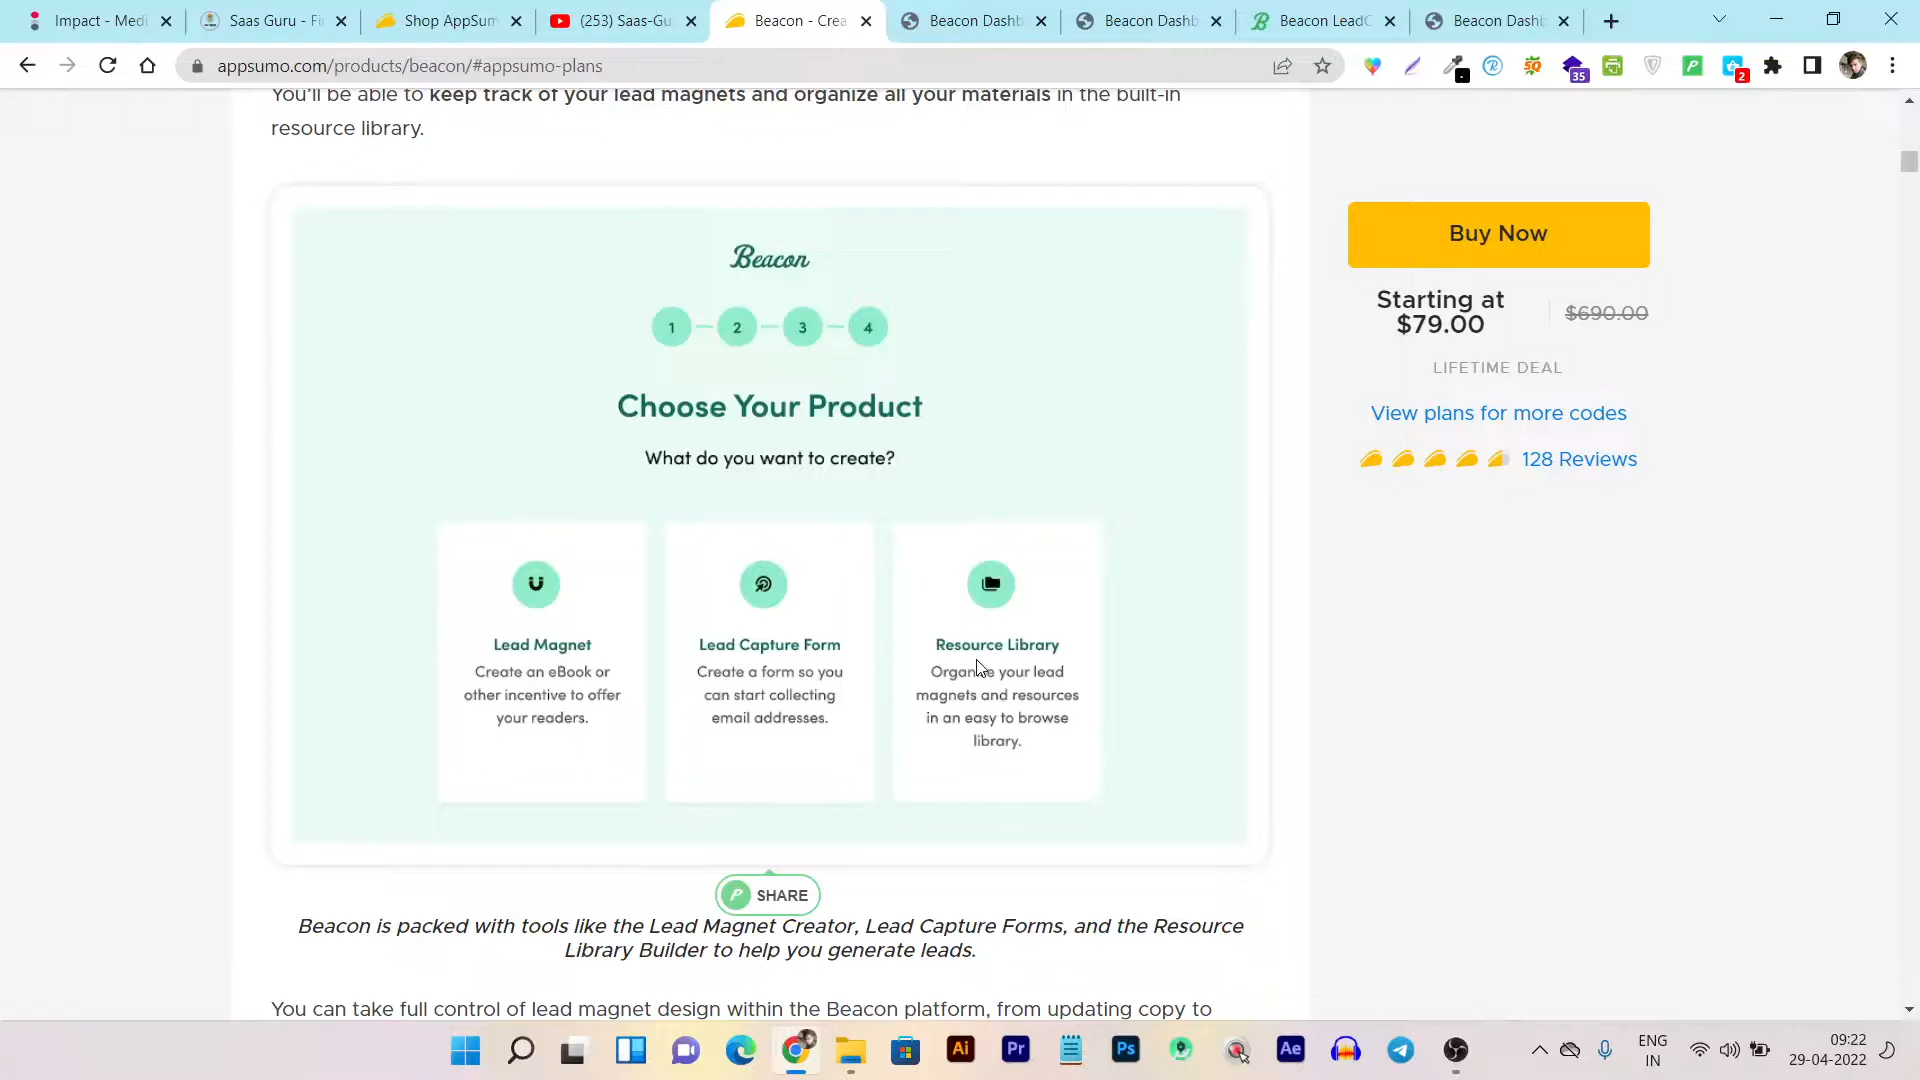 Impact - Medi
Saas Guru - Fi
Shop AppSum
(253) Saas-Gu
Beacon - Crea
Beacon Dashb
Beacon Dashb
Beacon LeadC
Beacon Dashb
appsumo.com/products/beacon/#appsumo-plans
35
2
You'll be able to keep track of your lead magnets and organize all your materials in the built-in
resource library.
Beacon
1
2
3
4
Choose Your Product
What do you want to create?
Lead Magnet
Create an eBook or
other incentive to offer
your readers.
Lead Capture Form
Create a form so you
can start collecting
email addresses.
Resource Library
Organize your lead
magnets and resources
in an easy to browse
library.
SHARE
Beacon is packed with tools like the Lead Magnet Creator, Lead Capture Forms, and the Resource
Library Builder to help you generate leads.
You can take full control of lead magnet design within the Beacon platform, from updating copy to
Buy Now
Starting at
$79.00
$690.00
LIFETIME DEAL
View plans for more codes
128 Reviews
Ai
Pr
Ps
Ae
ENG
IN
09:22
29-04-2022